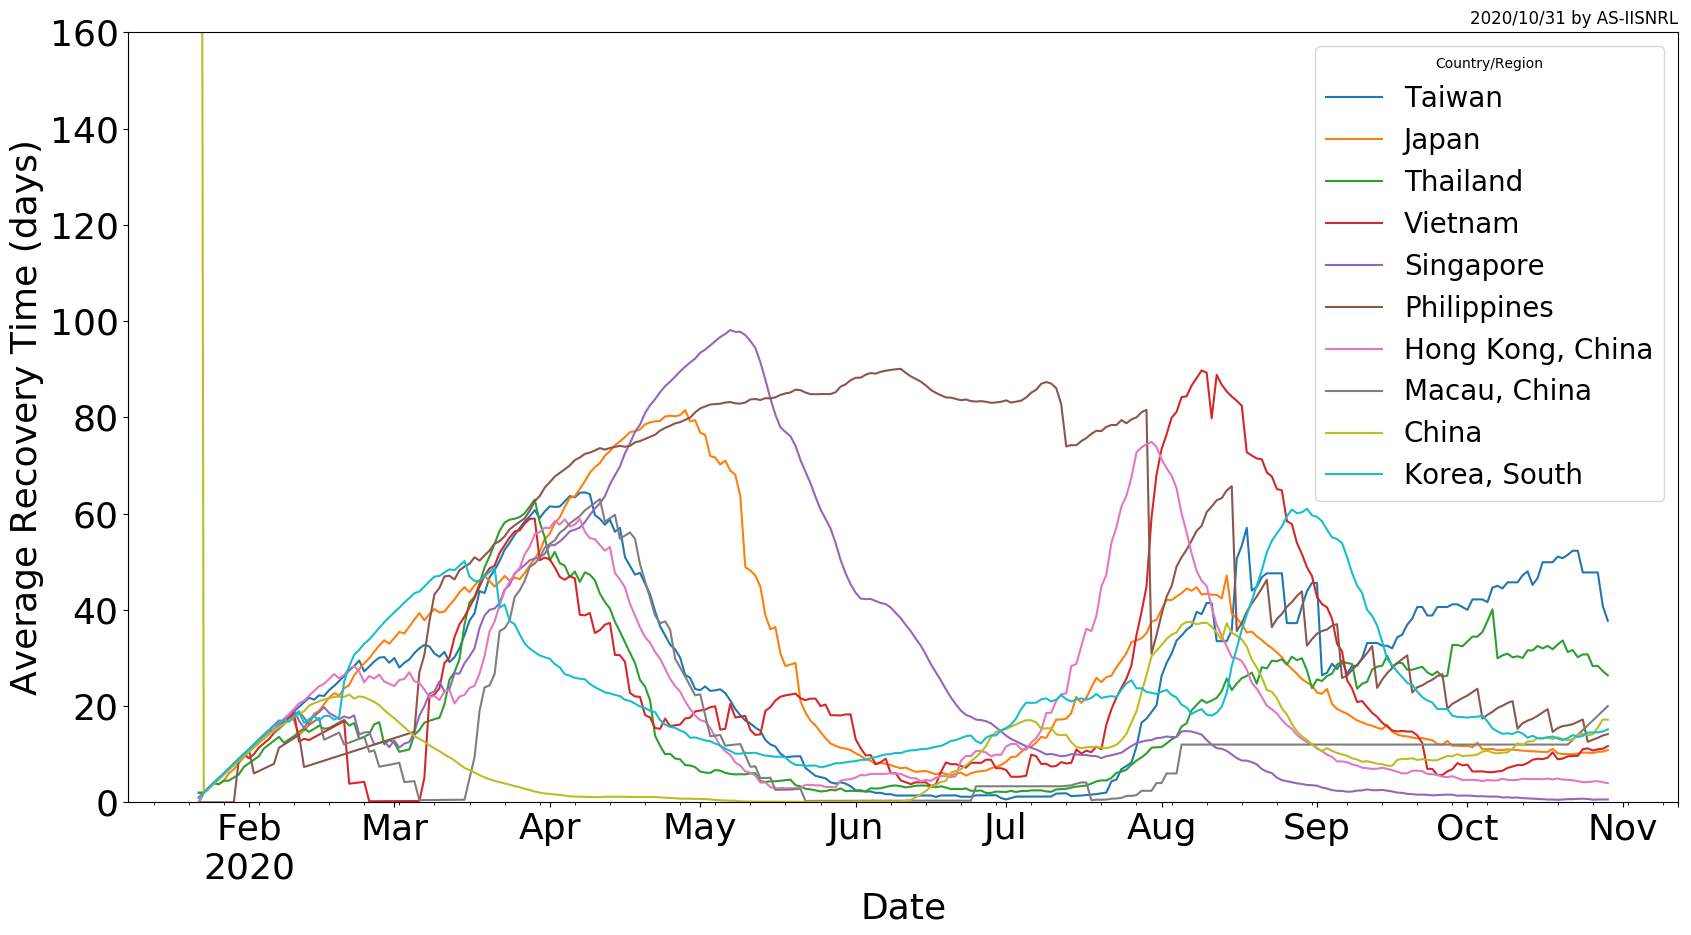 2020/10/31 by AS-IISNRL
Country/Region
Taiwan
Japan
Thailand
Vietnam
Singapore
Philippines
Hong Kong, China
Macau, China
China
Korea, South
Average Recovery Time (days)
160
140
120
100
80
60
40
20
0
Feb Mar Apr May Jun Jul Aug Sep Oct Nov
2020
Date